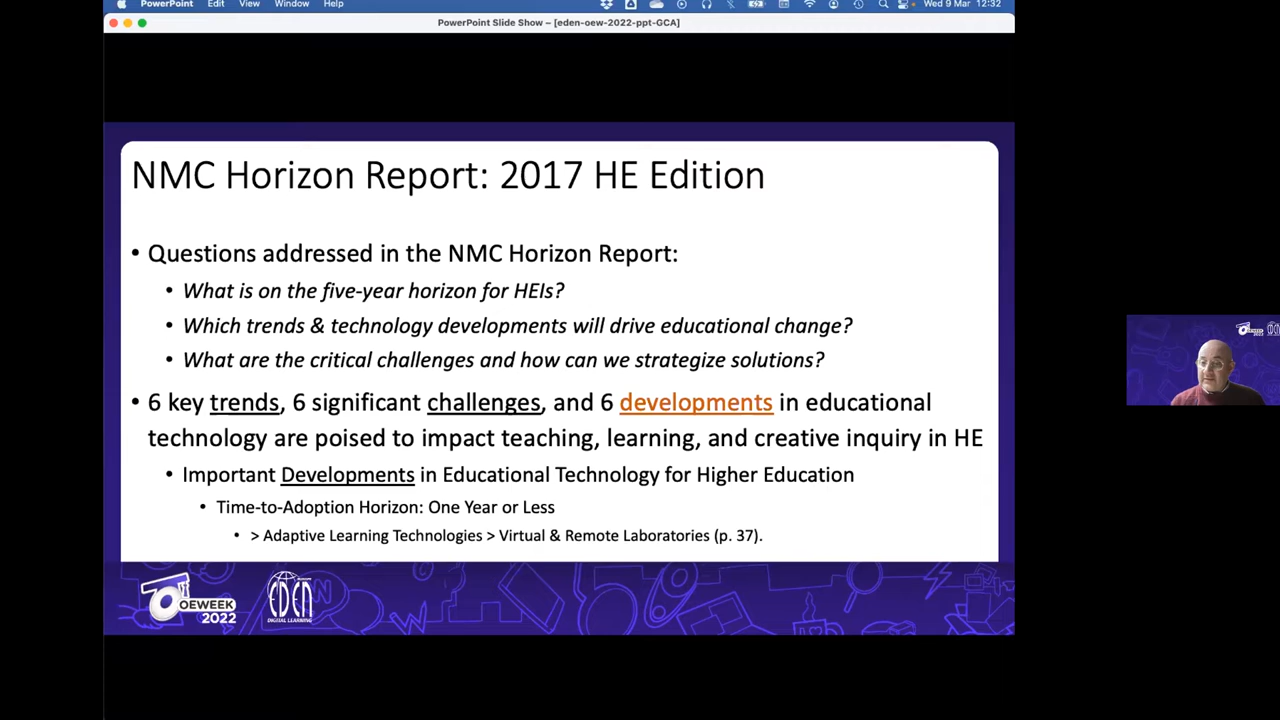 PowerPoint Edit View Window Help Wed 9 Mar 12:32
PowerPoint Slide Show – [eden-oew-2022-ppt-GCA]
NMC Horizon Report: 2017 HE Edition
• Questions addressed in the NMC Horizon Report:
• What is on the five-year horizon for HEIs?
• Which trends & technology developments will drive educational change?
• What are the critical challenges and how can we strategize solutions?
• 6 key trends, 6 significant challenges, and 6 developments in educational
technology are poised to impact teaching, learning, and creative inquiry in HE
• Important Developments in Educational Technology for Higher Education
• Time-to-Adoption Horizon: One Year or Less
• > Adaptive Learning Technologies > Virtual & Remote Laboratories (p. 37).
OEWEEK
2022
EDEN
DIGITAL LEARNING